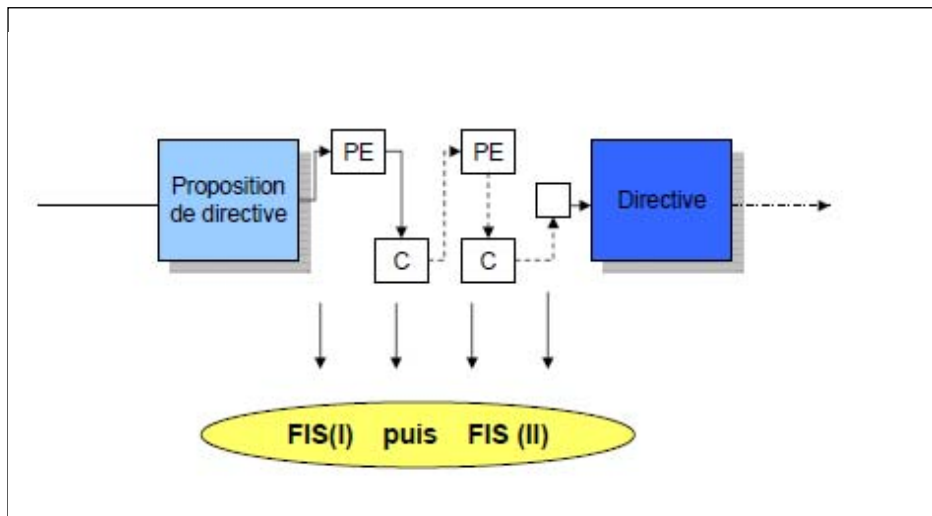 Proposition
de directive
PE
C
PE
C
Directive
FIS(I) puis FIS (II)